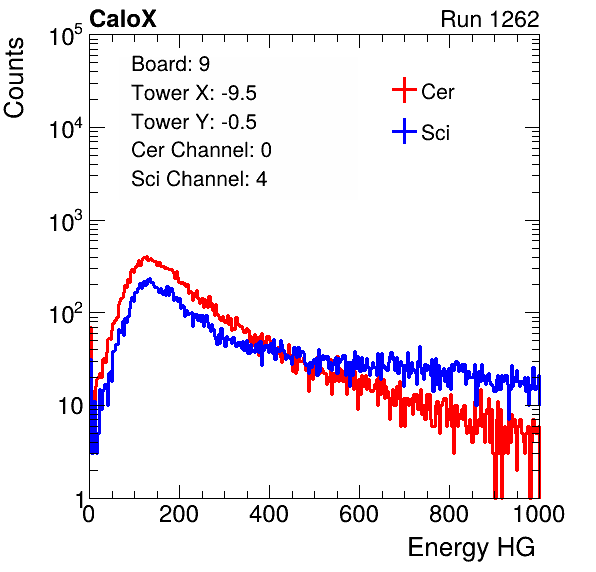 CaloX Run 1262
Counts
Board: 9
Tower X: -9.5
Tower Y: -0.5
Cer Channel: 0
Sci Channel: 4
Cer
Sci
10^5
10^4
10^3
10^2
10
1
0 200 400 600 800 1000
Energy HG